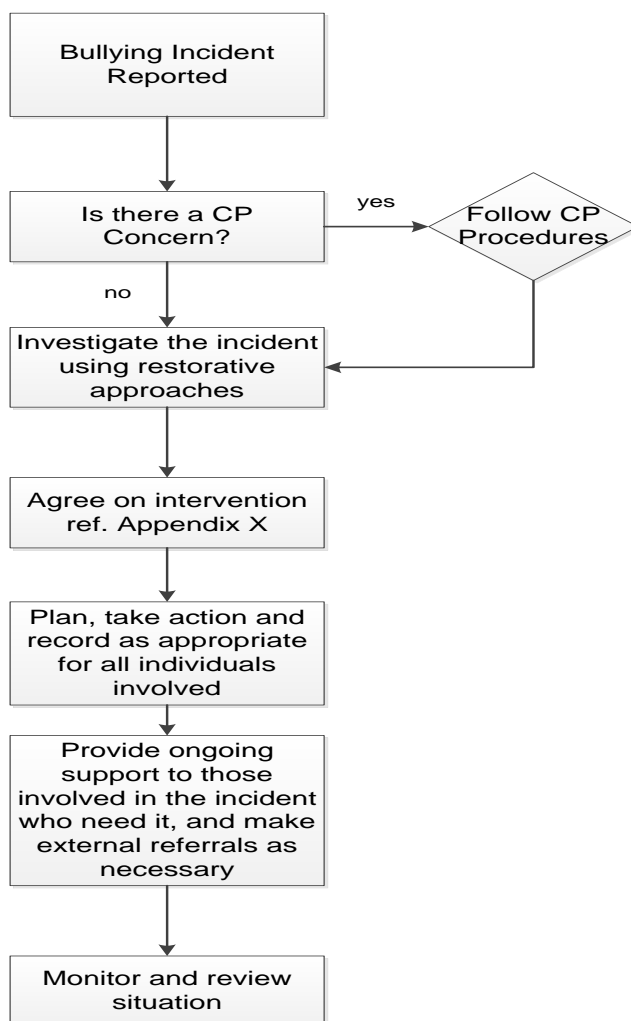 Bullying Incident
Reported
Is there a CP
Concern?
yes
Follow CP
Procedures
no
Investigate the incident
using restorative
approaches
Agree on intervention
ref. Appendix X
Plan, take action and
record as appropriate
for all individuals
involved
Provide ongoing
support to those
involved in the incident
who need it, and make
external referrals as
necessary
Monitor and review
situation